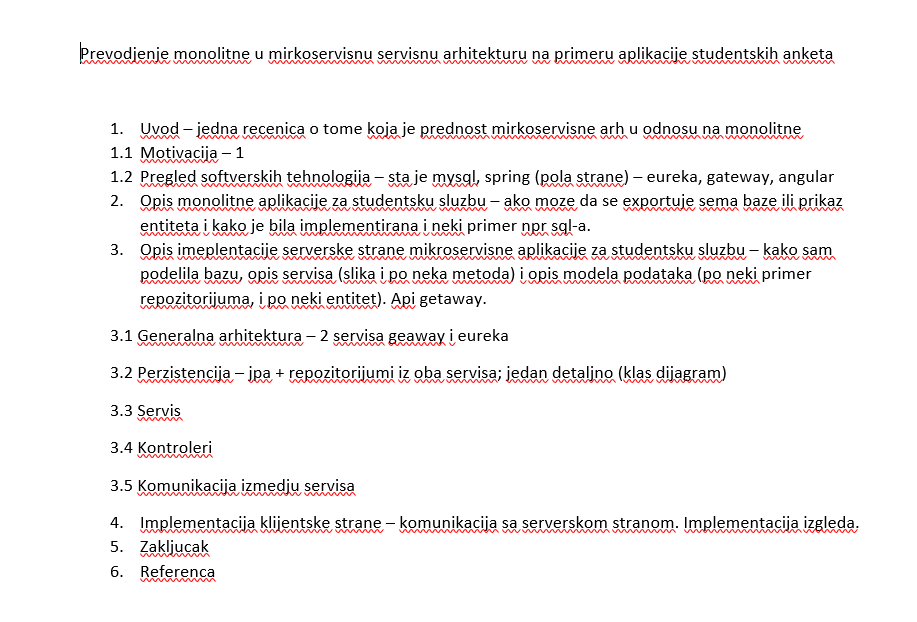 Prevodjenje monolitne u mirkoservisnu servisnu arhitekturu na primeru aplikacije studentskih anketa
1. Uvod – jedna recenica o tome koja je prednost mirkoservisne arh u odnosu na monolitne
1.1 Motivacija – 1
1.2 Pregled softverskih tehnologija – sta je mysql, spring (pola strane) – eureka, gateway, angular
2. Opis monolitne aplikacije za studentsku sluzbu – ako moze da se exportuje sema baze ili prikaz
entiteta i kako je bila implementirana i neki primer npr sql-a.
3. Opis imeplentacije serverske strane mikroservisne aplikacije za studentsku sluzbu – kako sam
podelila bazu, opis servisa (slika i po neka metoda) i opis modela podataka (po neki primer
repozitorijuma, i po neki entitet). Api getaway.
3.1 Generalna arhitektura – 2 servisa geaway i eureka
3.2 Perzistencija – jpa + repozitorijumi iz oba servisa; jedan detaljno (klas dijagram)
3.3 Servis
3.4 Kontroleri
3.5 Komunikacija izmedju servisa
4. Implementacija klijentske strane – komunikacija sa serverskom stranom. Implementacija izgleda.
5. Zakljucak
6. Referenca